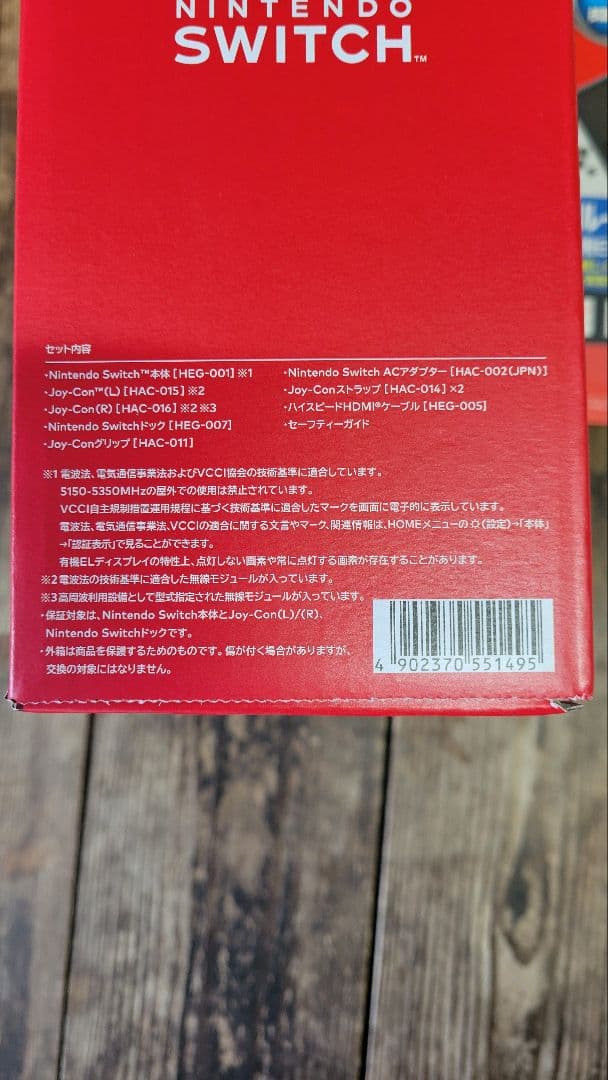 NINTENDO
SWITCH™
セット内容
・Nintendo Switch™本体［HEG-001］※1
・Joy-Con™(L)［HAC-015］※2
・Joy-Con(R)［HAC-016］※2 ※3
・Nintendo Switchドック［HEG-007］
・Joy-Conグリップ［HAC-011］
・Nintendo Switch ACアダプター［HAC-002(JPN)］
・Joy-Conストラップ［HAC-014］×2
・ハイスピードHDMI®ケーブル［HEG-005］
・セーフティーガイド
※1 電波法、電気通信事業法およびVCCI協会の技術基準に適合しています。
5150-5350MHzの屋外での使用は禁止されています。
VCCI自主規制措置運用規程に基づく技術基準に適合したマークを画面に電子的に表示しています。
電波法、電気通信事業法、VCCIの適合に関する文言やマーク、関連情報は、HOMEメニューの(設定)→「本体」
→「認証表示」で見ることができます。
有機ELディスプレイの特性上、点灯しない画素や常に点灯する画素が存在することがあります。
※2 電波法の技術基準に適合した無線モジュールが入っています。
※3 高周波利用設備として型式指定された無線モジュールが入っています。
・保証対象は、Nintendo Switch本体とJoy-Con(L)/(R)、
Nintendo Switchドックです。
・外箱は商品を保護するためのものです。傷が付く場合がありますが、
交換の対象にはなりません。
4 902370 551495